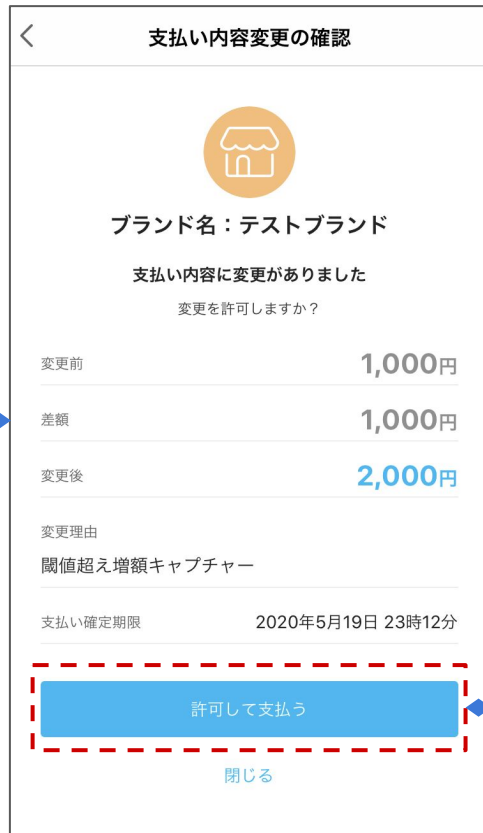 支払い内容変更の確認
ブランド名：テストブランド
支払い内容に変更がありました
変更を許可しますか？
変更前 1,000円
差額 1,000円
変更後 2,000円
変更理由
閾値超え増額キャプチャー
支払い確定期限 2020年5月19日 23時12分
許可して支払う
閉じる